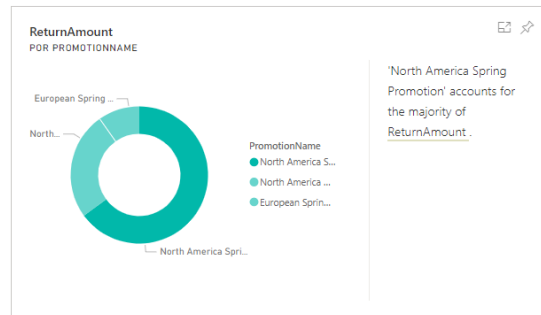 ReturnAmount
POR PROMOTIONNAME
European Spring ...
North...
North America Spri...
PromotionName
North America S...
North America ...
European Sprin...
'North America Spring
Promotion' accounts for
the majority of
ReturnAmount .